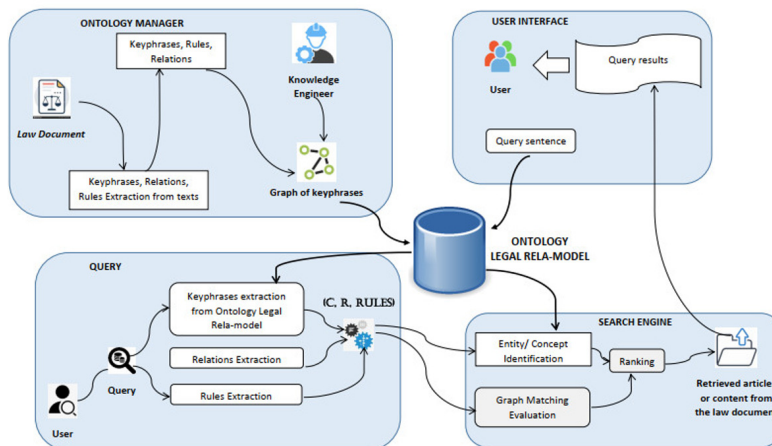 ONTOLOGY MANAGER
Keyphrases, Rules,
Relations
Knowledge
Engineer
Law Document
Keyphrases, Relations,
Rules Extraction from texts
Graph of keyphrases
USER INTERFACE
User
Query results
Query sentence
ONTOLOGY
LEGAL RELA-MODEL
QUERY
Keyphrases extraction
from Ontology Legal
Rela-model
(C, R, RULES)
Relations Extraction
Rules Extraction
Query
User
SEARCH ENGINE
Entity/ Concept
Identification
Ranking
Graph Matching
Evaluation
Retrieved article
or content from
the law documen